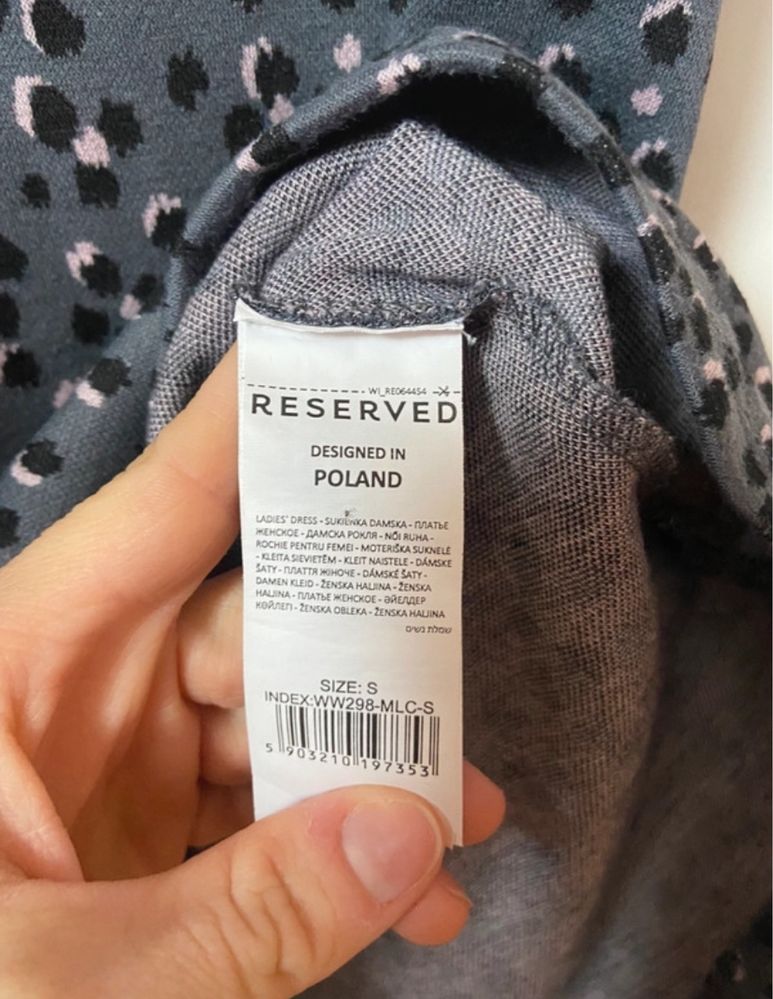 WI_RE064454
RESERVED
DESIGNED IN
POLAND
LADIES' DRESS - SUKIENKA DAMSKA - ПЛАТЬЕ
ЖЕНСКОЕ - ДАМСКА РОКЛЯ - NŐI RUHA -
ROCHIE PENTRU FEMEI - MOTERIŠKA SUKNELĖ
- KLEITA SIEVIETĒM - KLEIT NAISTELE - DÁMSKE
ŠATY - ПЛАТТЯ ЖІНОЧЕ - DÁMSKÉ ŠATY -
DAMEN KLEID - ŽENSKA HALJINA - ŽENSKA
HALJINA - ПЛАТЬЕ ЖЕНСКОЕ - ӘЙЕЛДЕР
КӨЙЛЕГІ - ŽENSKA OBLEKA - ŽENSKA HALJINA
שמלת נשים
SIZE: S
INDEX:WW298-MLC-S
5 903210 197353